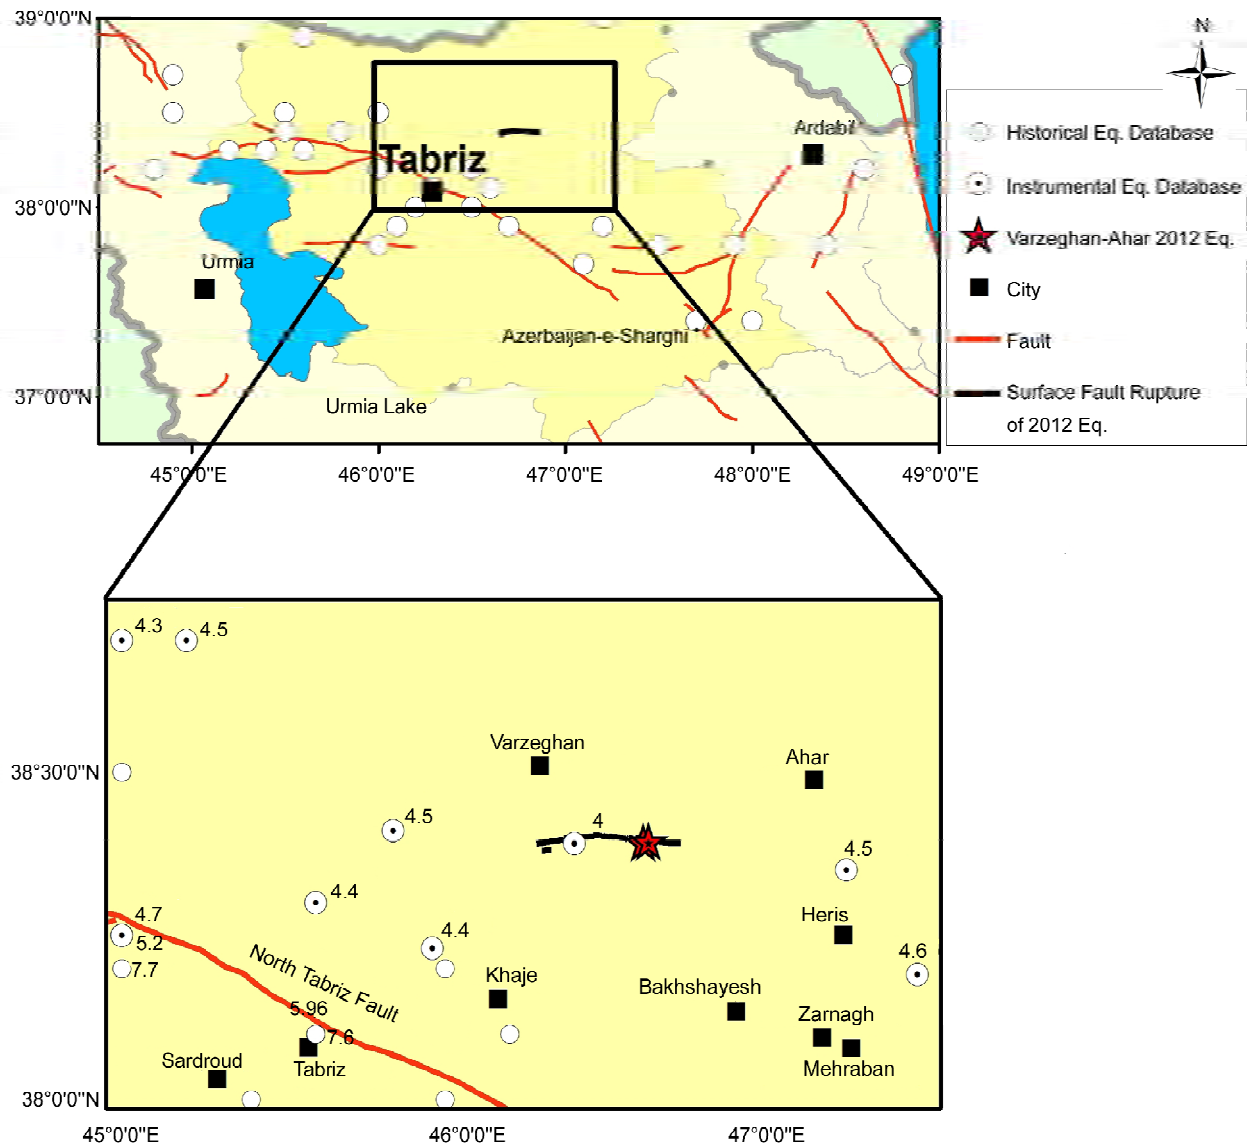 39°0'0"N
N
Ardabil
Historical Eq. Database
Tabriz
Instrumental Eq. Database
38°0'0"N
Varzeghan-Ahar 2012 Eq.
Urmia
City
Azerbaijan-e-Sharghi
Fault
37°0'0"N
Urmia Lake
Surface Fault Rupture
of 2012 Eq.
45°0'0"E 46°0'0"E 47°0'0"E 48°0'0"E 49°0'0"E
4.3 4.5
Varzeghan
Ahar
38°30'0"N
4.5
4
4.5
4.4
4.7
Heris
5.2
4.4
4.6
7.7
North Tabriz Fault
Khaje
Bakhshayesh
5.96
Zarnagh
7.6
Sardroud
Tabriz
Mehraban
38°0'0"N
45°0'0"E 46°0'0"E 47°0'0"E